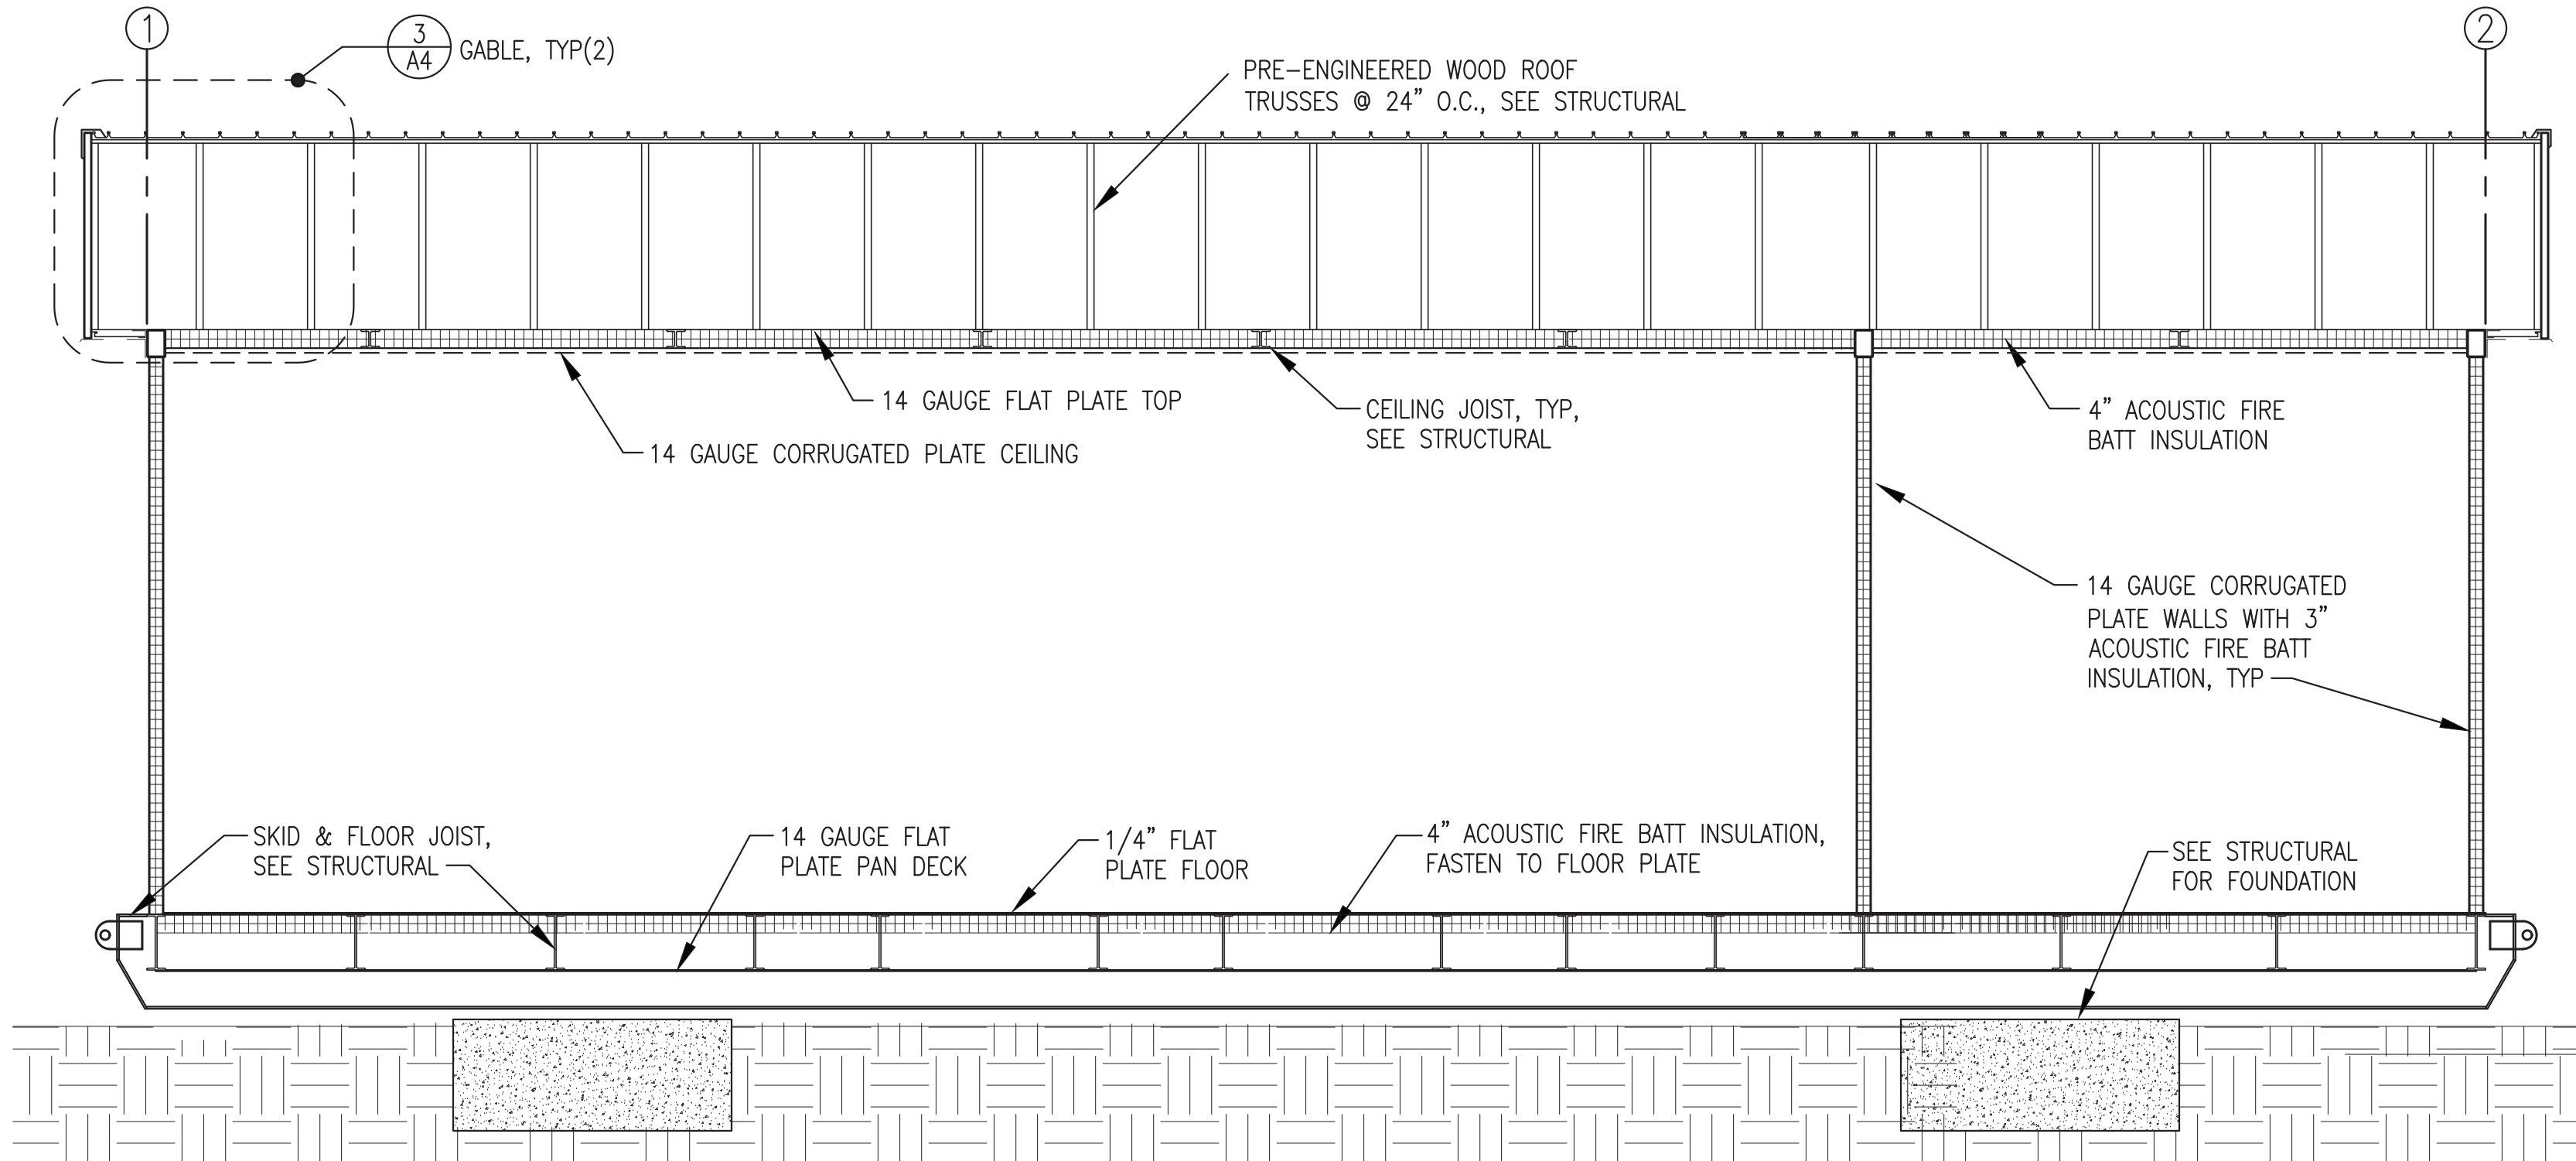 1
3
A4
GABLE, TYP(2)
2
PRE-ENGINEERED WOOD ROOF
TRUSSES @ 24" O.C., SEE STRUCTURAL
14 GAUGE FLAT PLATE TOP
14 GAUGE CORRUGATED PLATE CEILING
CEILING JOIST, TYP,
SEE STRUCTURAL
4" ACOUSTIC FIRE
BATT INSULATION
14 GAUGE CORRUGATED
PLATE WALLS WITH 3"
ACOUSTIC FIRE BATT
INSULATION, TYP
SKID & FLOOR JOIST,
SEE STRUCTURAL
14 GAUGE FLAT
PLATE PAN DECK
1/4" FLAT
PLATE FLOOR
4" ACOUSTIC FIRE BATT INSULATION,
FASTEN TO FLOOR PLATE
SEE STRUCTURAL
FOR FOUNDATION